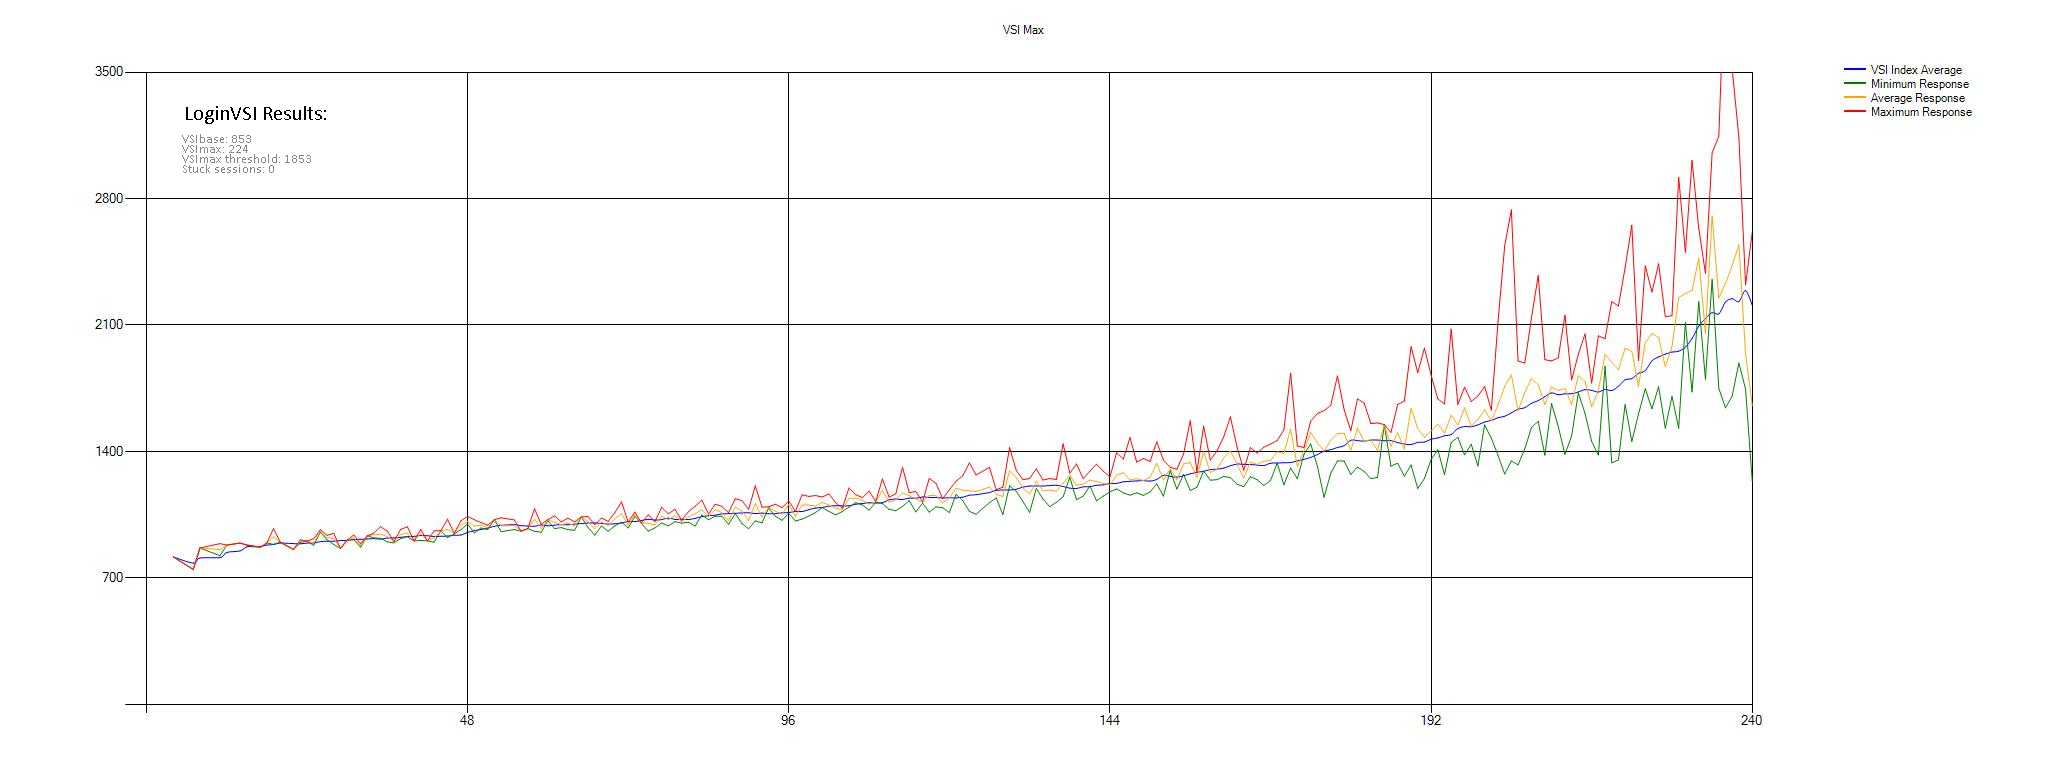 VSI Max
3500
2800
2100
1400
700
48
96
144
192
240
LoginVSI Results:
VSIbase: 853
VSImax: 224
VSImax threshold: 1853
Stuck sessions: 0
VSI Index Average
Minimum Response
Average Response
Maximum Response